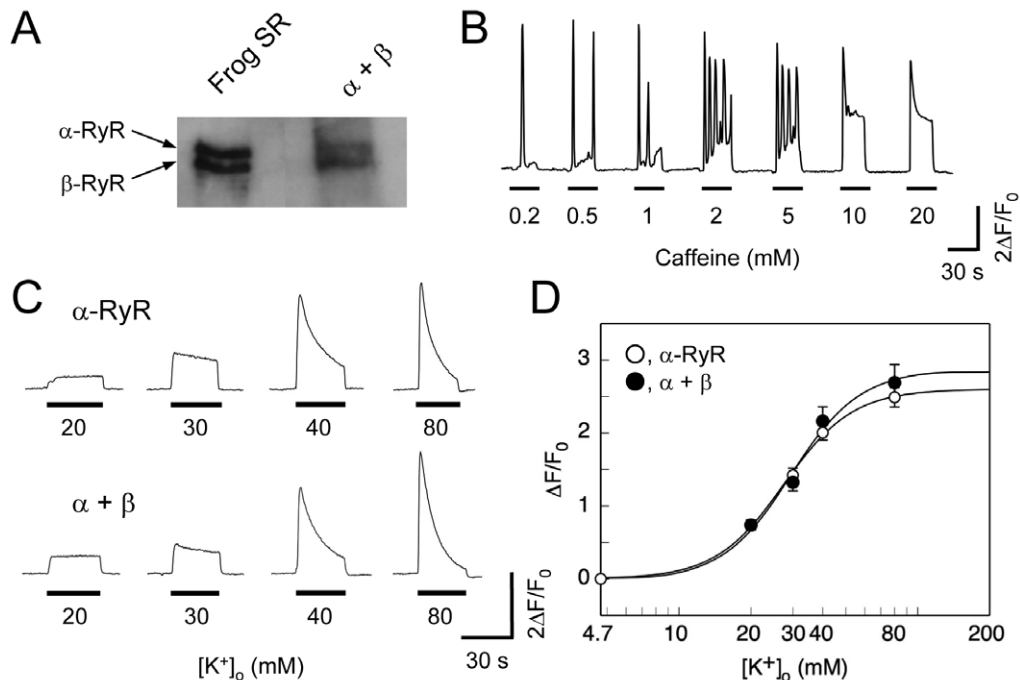 A
Frog SR
α + β
α-RyR
β-RyR
B
0.2 0.5 1 2 5 10 20
Caffeine (mM)
2ΔF/F₀
30 s
C
α-RyR
20 30 40 80
α + β
20 30 40 80
[K⁺]ₒ (mM)
2ΔF/F₀
30 s
D
○, α-RyR
●, α + β
ΔF/F₀
3
2
1
0
4.7 10 20 30 40 80 200
[K⁺]ₒ (mM)